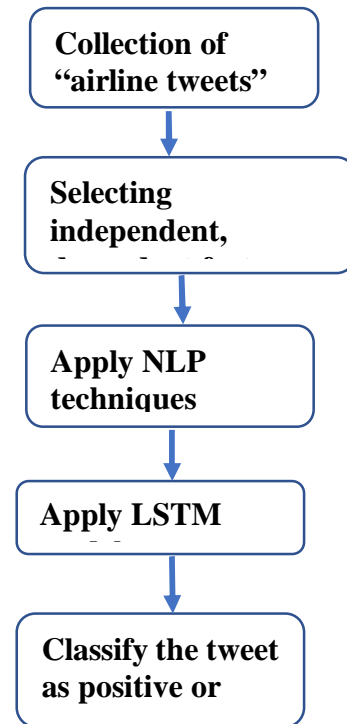 Collection of
“airline tweets”
Selecting
independent,
Apply NLP
techniques
Apply LSTM
Classify the tweet
as positive or